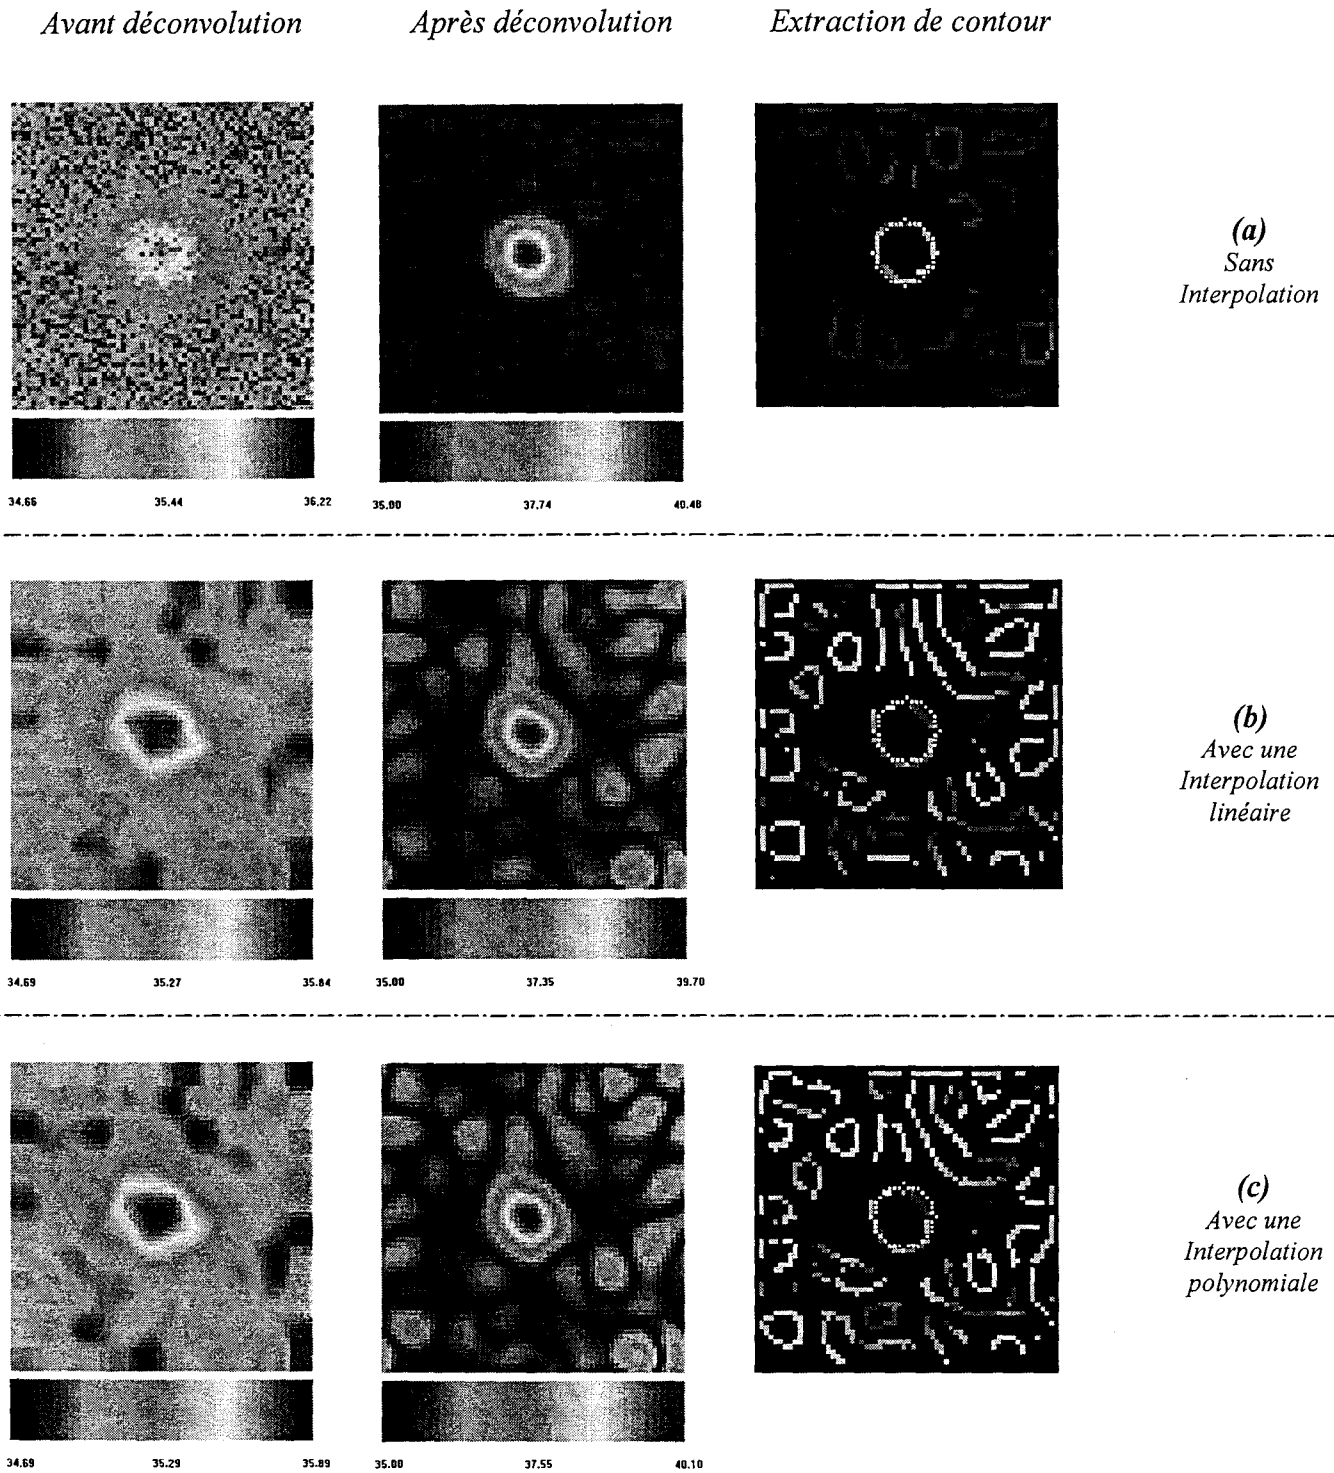 Avant déconvolution
Après déconvolution
Extraction de contour
(a)
Sans
Interpolation
34.66 35.44 36.22
35.00 37.74 40.48
(b)
Avec une
Interpolation
linéaire
34.69 35.27 35.84
35.00 37.35 39.70
(c)
Avec une
Interpolation
polynomiale
34.69 35.29 35.89
35.00 37.55 40.10